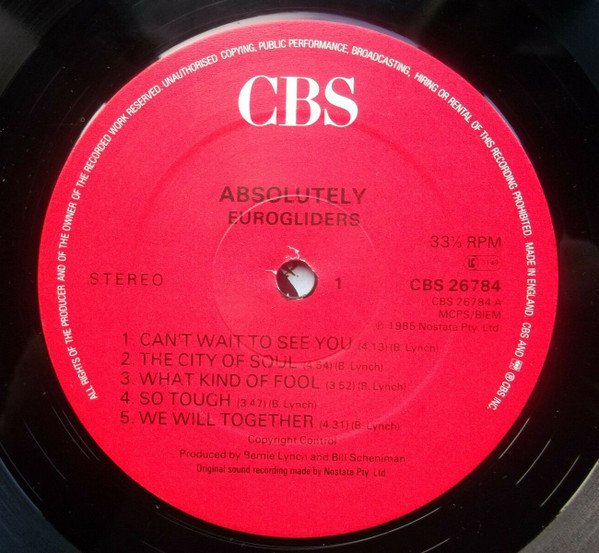 ALL RIGHTS OF THE PRODUCER AND OF THE OWNER OF THE RECORDED WORK RESERVED. UNAUTHORISED COPYING, PUBLIC PERFORMANCE, BROADCASTING, HIRING OR RENTAL OF THIS RECORDING PROHIBITED. MADE IN ENGLAND. CBS AND ® CBS INC.
CBS
ABSOLUTELY
EUROGLIDERS
33⅓ RPM
STEREO
1
CBS 26784
CBS 26784 A
MCPS/BIEM
℗ 1985 Nostata Pty. Ltd.
1. CAN'T WAIT TO SEE YOU (4.13) (B. Lynch)
2. THE CITY OF SOUL (4.54) (B. Lynch)
3. WHAT KIND OF FOOL (3.52) (B. Lynch)
4. SO TOUGH (3.47) (B. Lynch)
5. WE WILL TOGETHER (4.31) (B. Lynch)
Copyright Control
Produced by Bernie Lynch and Bill Scheniman
Original sound recording made by Nostata Pty. Ltd